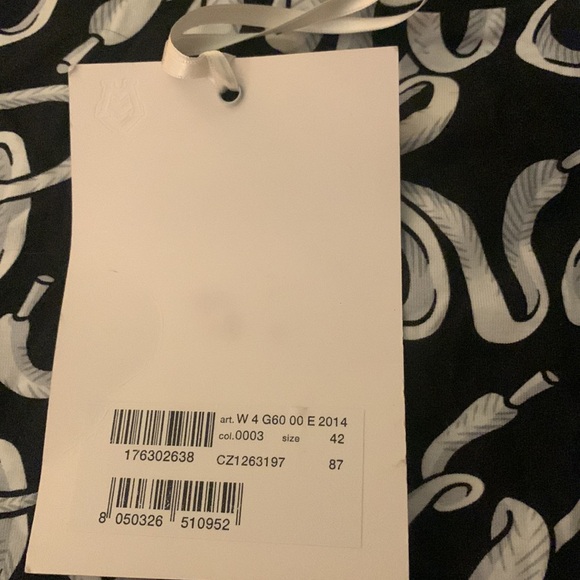 art. W 4 G60 00 E 2014
col. 0003 size 42
176302638 CZ1263197 87
8 050326 510952